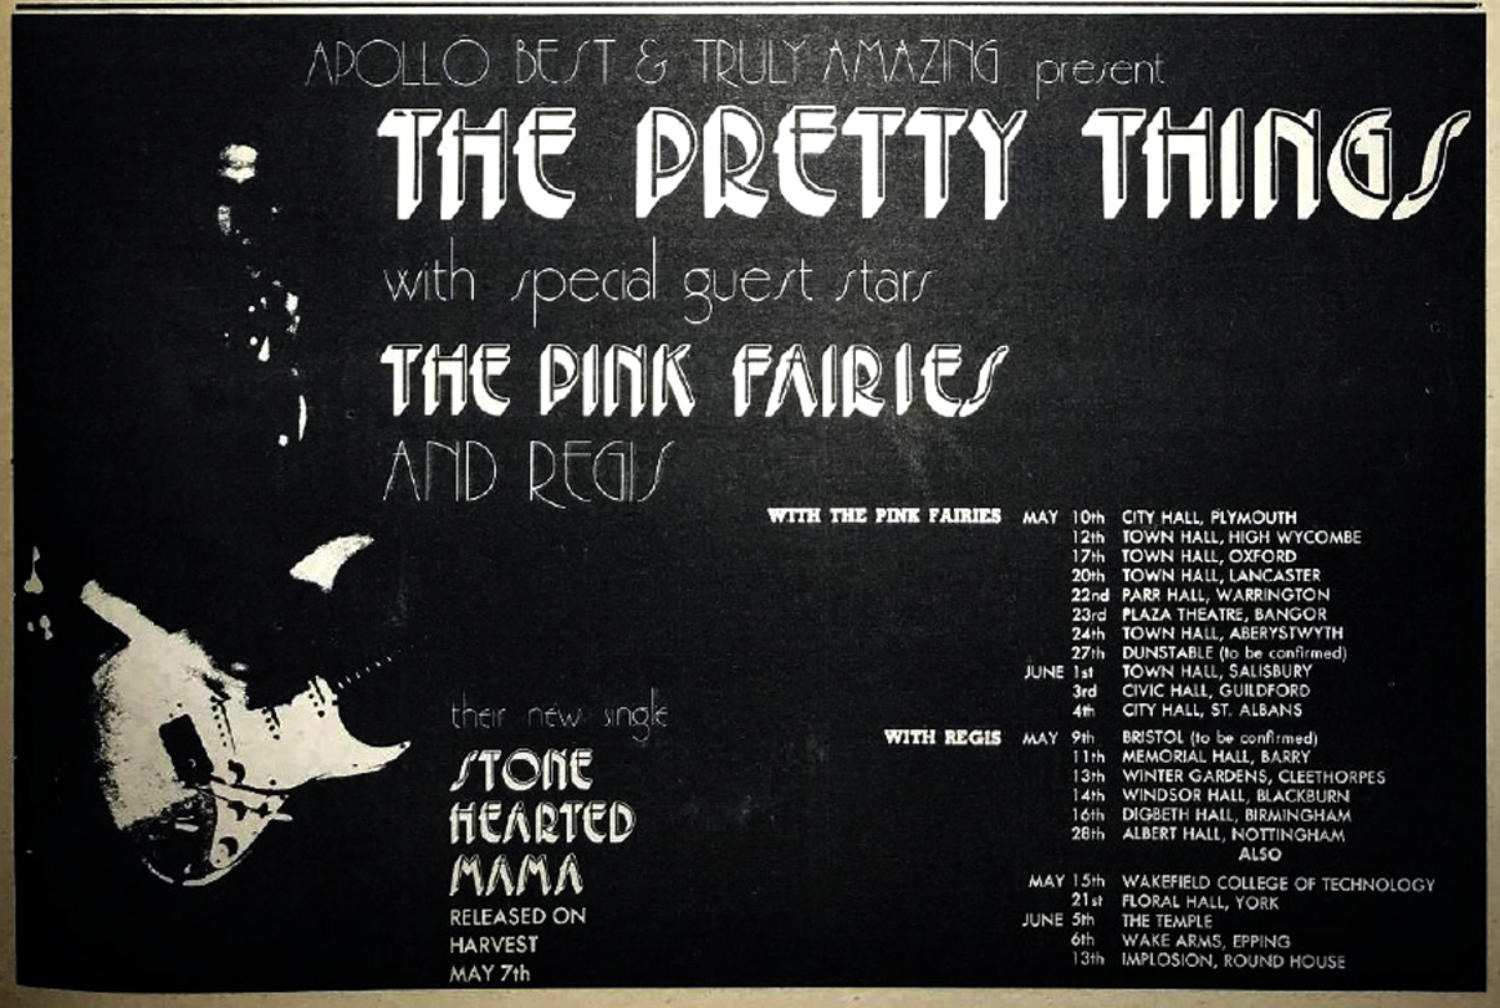 APOLLO BEST & TRULY AMAZING present
THE PRETTY THINGS
with special guest stars
THE PINK FAIRIES
AND REGIS
WITH THE PINK FAIRIES MAY 10th CITY HALL, PLYMOUTH
12th TOWN HALL, HIGH WYCOMBE
17th TOWN HALL, OXFORD
20th TOWN HALL, LANCASTER
22nd PARR HALL, WARRINGTON
23rd PLAZA THEATRE, BANGOR
24th TOWN HALL, ABERYSTWYTH
27th DUNSTABLE (to be confirmed)
JUNE 1st TOWN HALL, SALISBURY
3rd CIVIC HALL, GUILDFORD
4th CITY HALL, ST. ALBANS
WITH REGIS MAY 9th BRISTOL (to be confirmed)
11th MEMORIAL HALL, BARRY
13th WINTER GARDENS, CLEETHORPES
14th WINDSOR HALL, BLACKBURN
16th DIGBETH HALL, BIRMINGHAM
28th ALBERT HALL, NOTTINGHAM
ALSO
MAY 15th WAKEFIELD COLLEGE OF TECHNOLOGY
21st FLORAL HALL, YORK
JUNE 5th THE TEMPLE
6th WAKE ARMS, EPPING
13th IMPLOSION, ROUND HOUSE
their new single
STONE
HEARTED
MAMA
RELEASED ON
HARVEST
MAY 7th